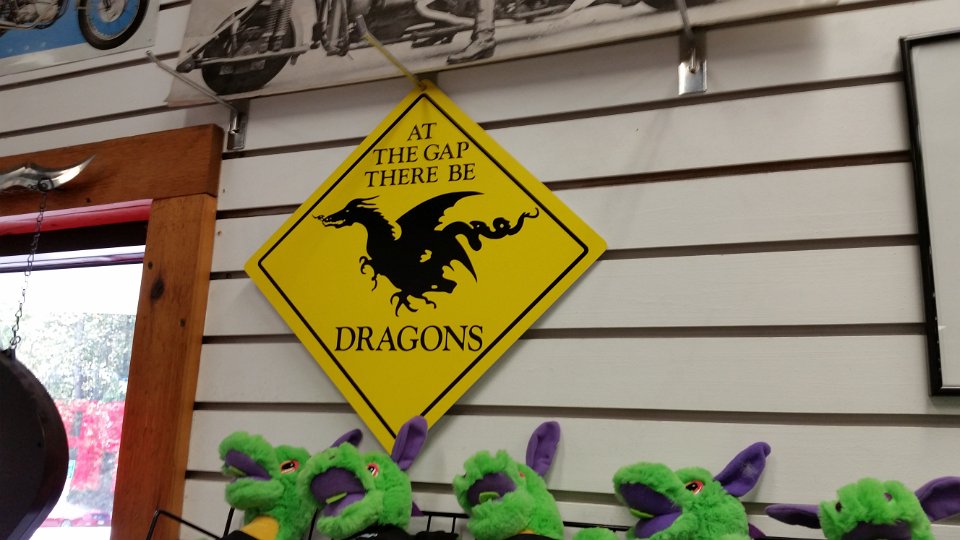 AT
THE GAP
THERE BE
DRAGONS